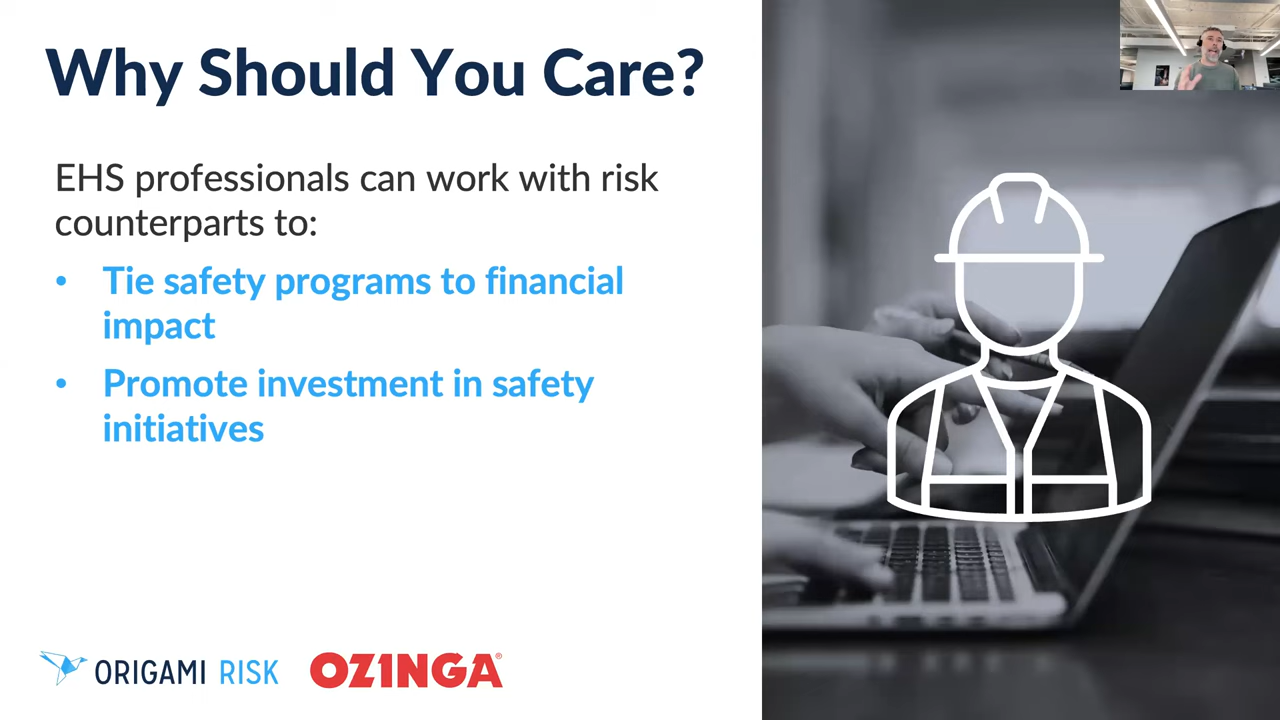 Why Should You Care?
EHS professionals can work with risk
counterparts to:
• Tie safety programs to financial
impact
• Promote investment in safety
initiatives
ORIGAMI RISK
OZINGA®